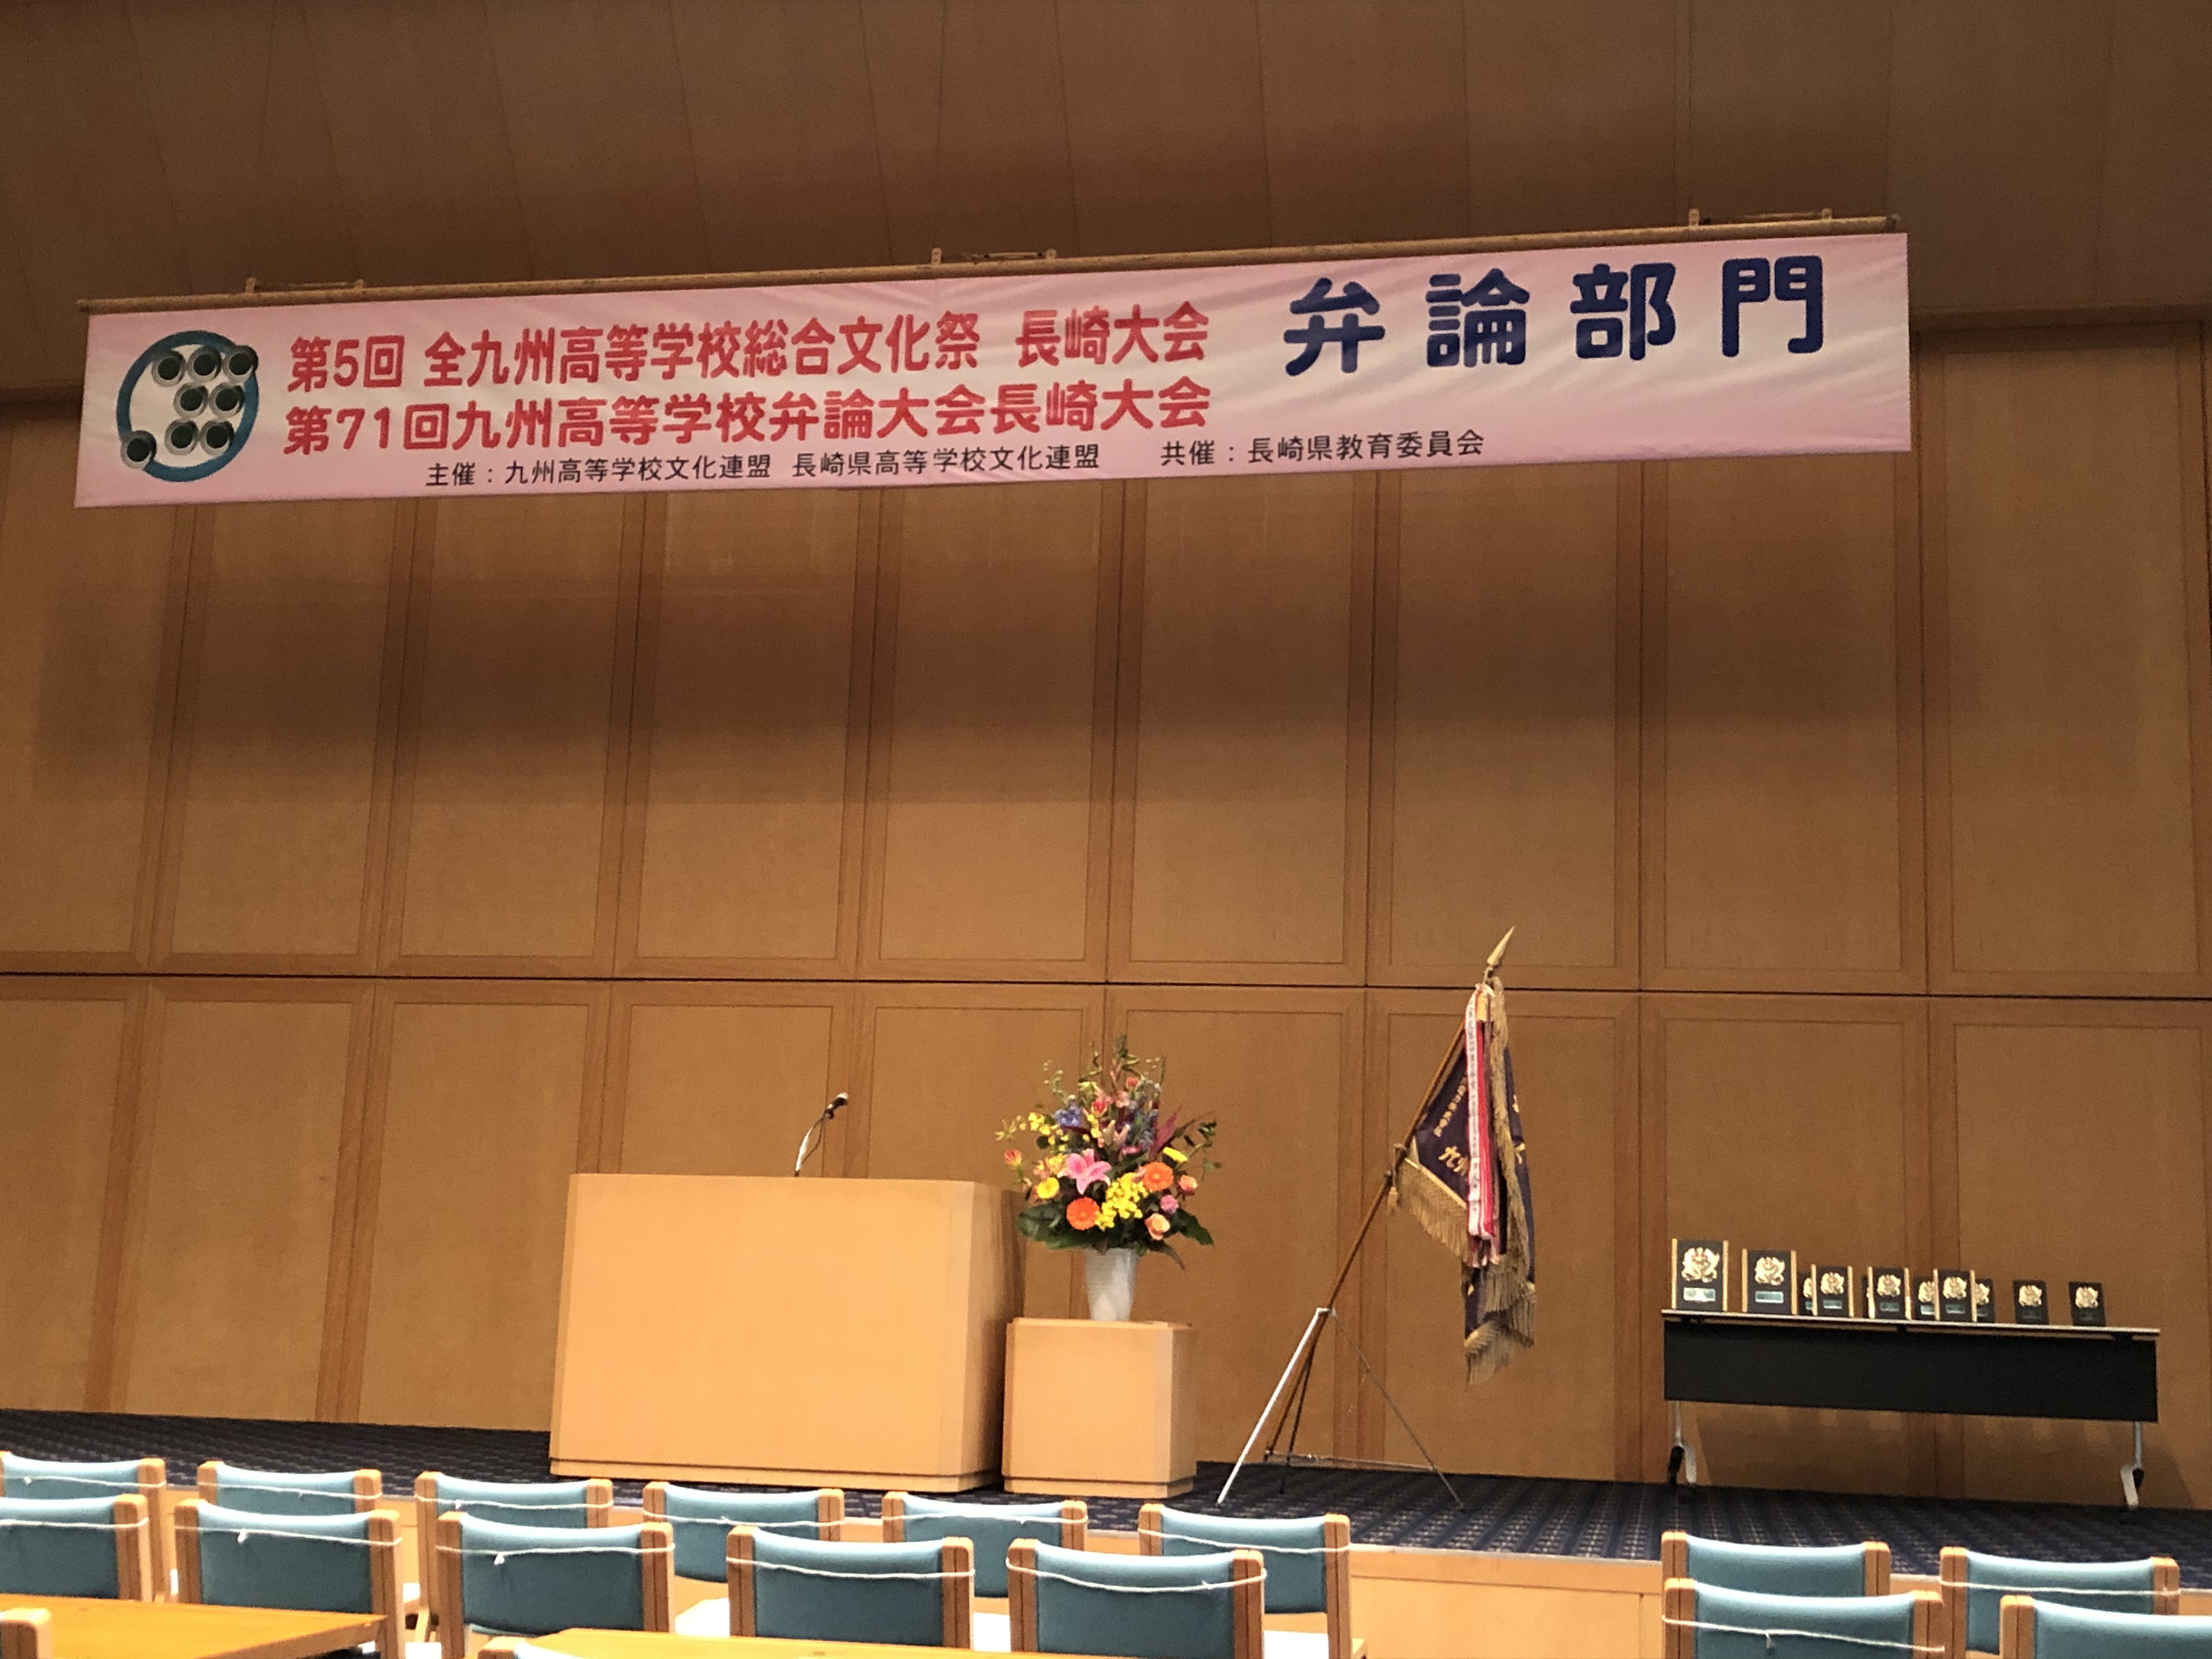 第5回 全九州高等学校総合文化祭 長崎大会
第71回九州高等学校弁論大会長崎大会
弁論部門
主催：九州高等学校文化連盟 長崎県高等学校文化連盟 共催：長崎県教育委員会
九州